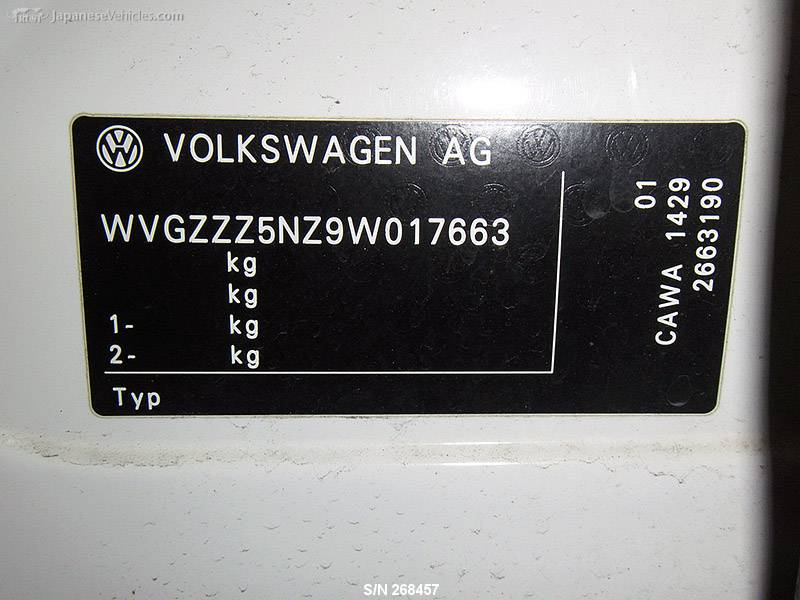 JapaneseVehicles.com
VOLKSWAGEN AG
WVGZZZ5NZ9W017663
kg
kg
1- kg
2- kg
Typ
01
CAWA 1429
2663190
S/N 268457